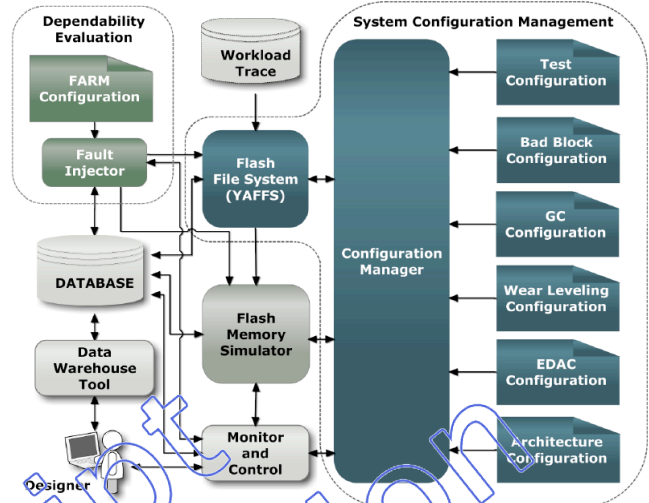 Dependability
Evaluation
System Configuration Management
FARM
Configuration
Workload
Trace
Test
Configuration
Fault
Injector
Flash
File System
(YAFFS)
Bad Block
Configuration
GC
Configuration
DATABASE
Configuration
Manager
Wear Leveling
Configuration
Flash
Memory
Simulator
Data
Warehouse
Tool
EDAC
Configuration
Monitor
and
Control
Architecture
Configuration
Designer